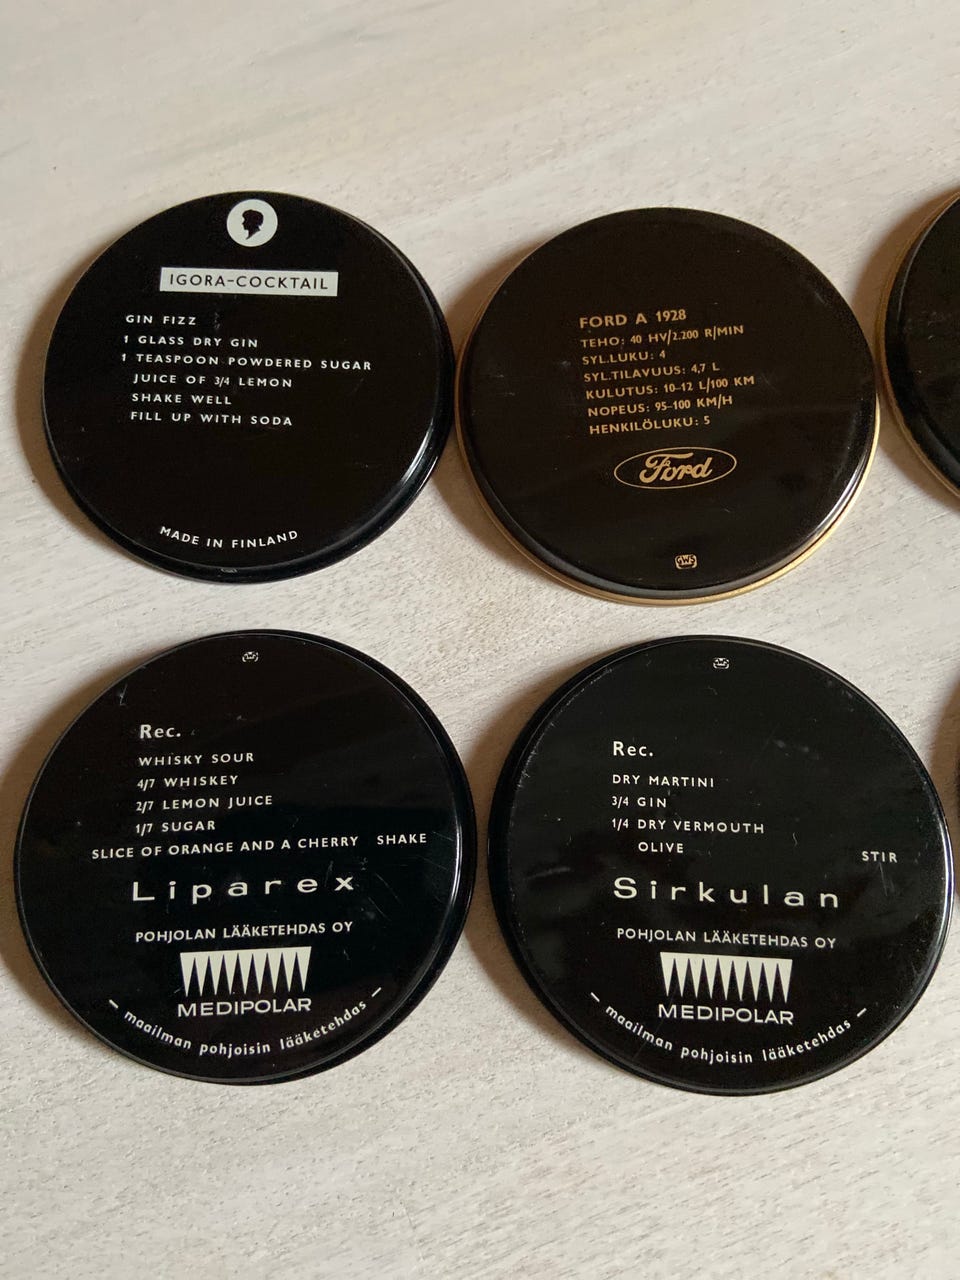 IGORA-COCKTAIL
GIN FIZZ
1 GLASS DRY GIN
1 TEASPOON POWDERED SUGAR
JUICE OF 3/4 LEMON
SHAKE WELL
FILL UP WITH SODA
MADE IN FINLAND
FORD A 1928
TEHO: 40 HV/2.200 R/MIN
SYL.LUKU: 4
SYL.TILAVUUS: 4,7 L
KULUTUS: 10-12 L/100 KM
NOPEUS: 95-100 KM/H
HENKILÖLUKU: 5
Ford
GWS
GWS
Rec.
WHISKY SOUR
4/7 WHISKEY
2/7 LEMON JUICE
1/7 SUGAR
SLICE OF ORANGE AND A CHERRY SHAKE
Liparex
POHJOLAN LÄÄKETEHDAS OY
MEDIPOLAR
– maailman pohjoisin lääketehdas –
GWS
Rec.
DRY MARTINI
3/4 GIN
1/4 DRY VERMOUTH
OLIVE STIR
Sirkulan
POHJOLAN LÄÄKETEHDAS OY
MEDIPOLAR
– maailman pohjoisin lääketehdas –